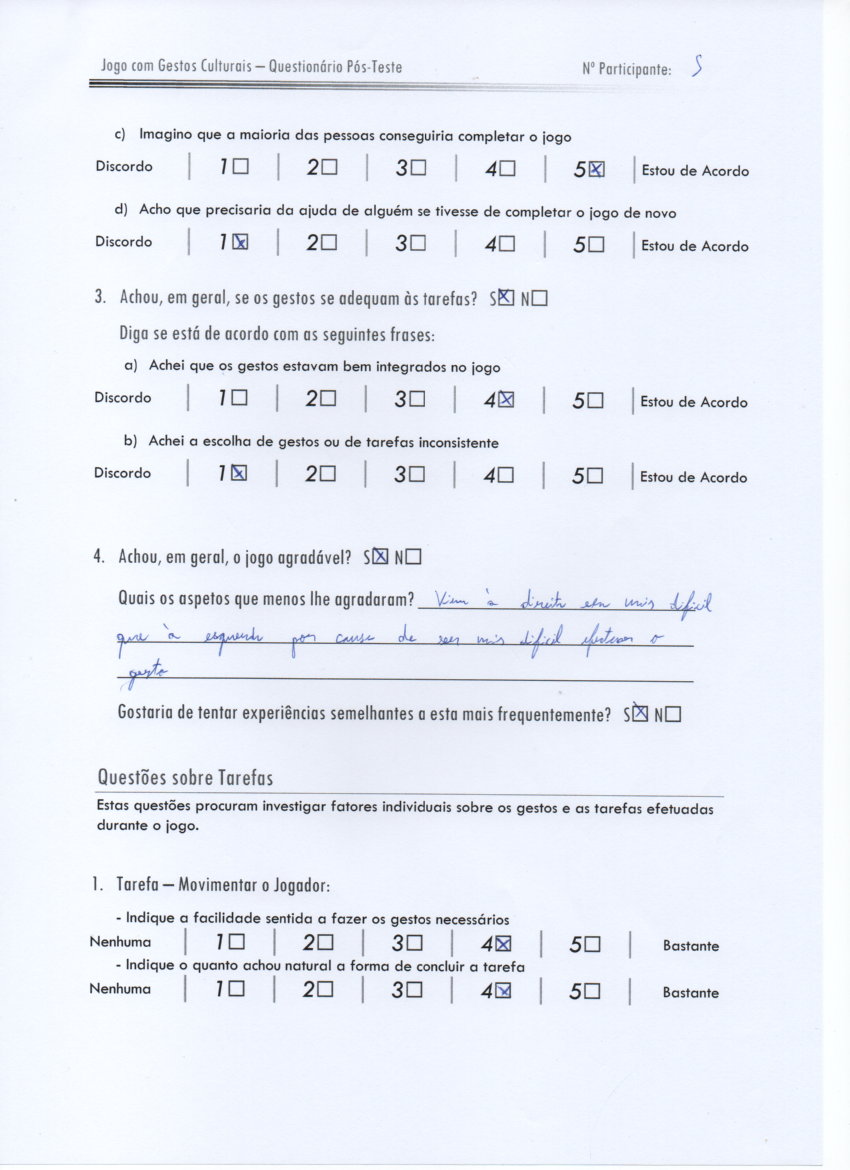 Jogo com Gestos Culturais – Questionário Pós-Teste Nº Participante: 5
c) Imagino que a maioria das pessoas conseguiria completar o jogo
Discordo 1☐ 2☐ 3☐ 4☐ 5☒ Estou de Acordo
d) Acho que precisaria da ajuda de alguém se tivesse de completar o jogo de novo
Discordo 1☒ 2☐ 3☐ 4☐ 5☐ Estou de Acordo
3. Achou, em geral, se os gestos se adequam às tarefas? S☒ N☐
Diga se está de acordo com as seguintes frases:
a) Achei que os gestos estavam bem integrados no jogo
Discordo 1☐ 2☐ 3☐ 4☒ 5☐ Estou de Acordo
b) Achei a escolha de gestos ou de tarefas inconsistente
Discordo 1☒ 2☐ 3☐ 4☐ 5☐ Estou de Acordo
4. Achou, em geral, o jogo agradável? S☒ N☐
Quais os aspetos que menos lhe agradaram? à direita era mais dificil
que à esquerda por causa de ser mais dificil efetuar o
gesto
Gostaria de tentar experiências semelhantes a esta mais frequentemente? S☒ N☐
Questões sobre Tarefas
Estas questões procuram investigar fatores individuais sobre os gestos e as tarefas efetuadas
durante o jogo.
1. Tarefa – Movimentar o Jogador:
- Indique a facilidade sentida a fazer os gestos necessários
Nenhuma 1☐ 2☐ 3☐ 4☒ 5☐ Bastante
- Indique o quanto achou natural a forma de concluir a tarefa
Nenhuma 1☐ 2☐ 3☐ 4☒ 5☐ Bastante